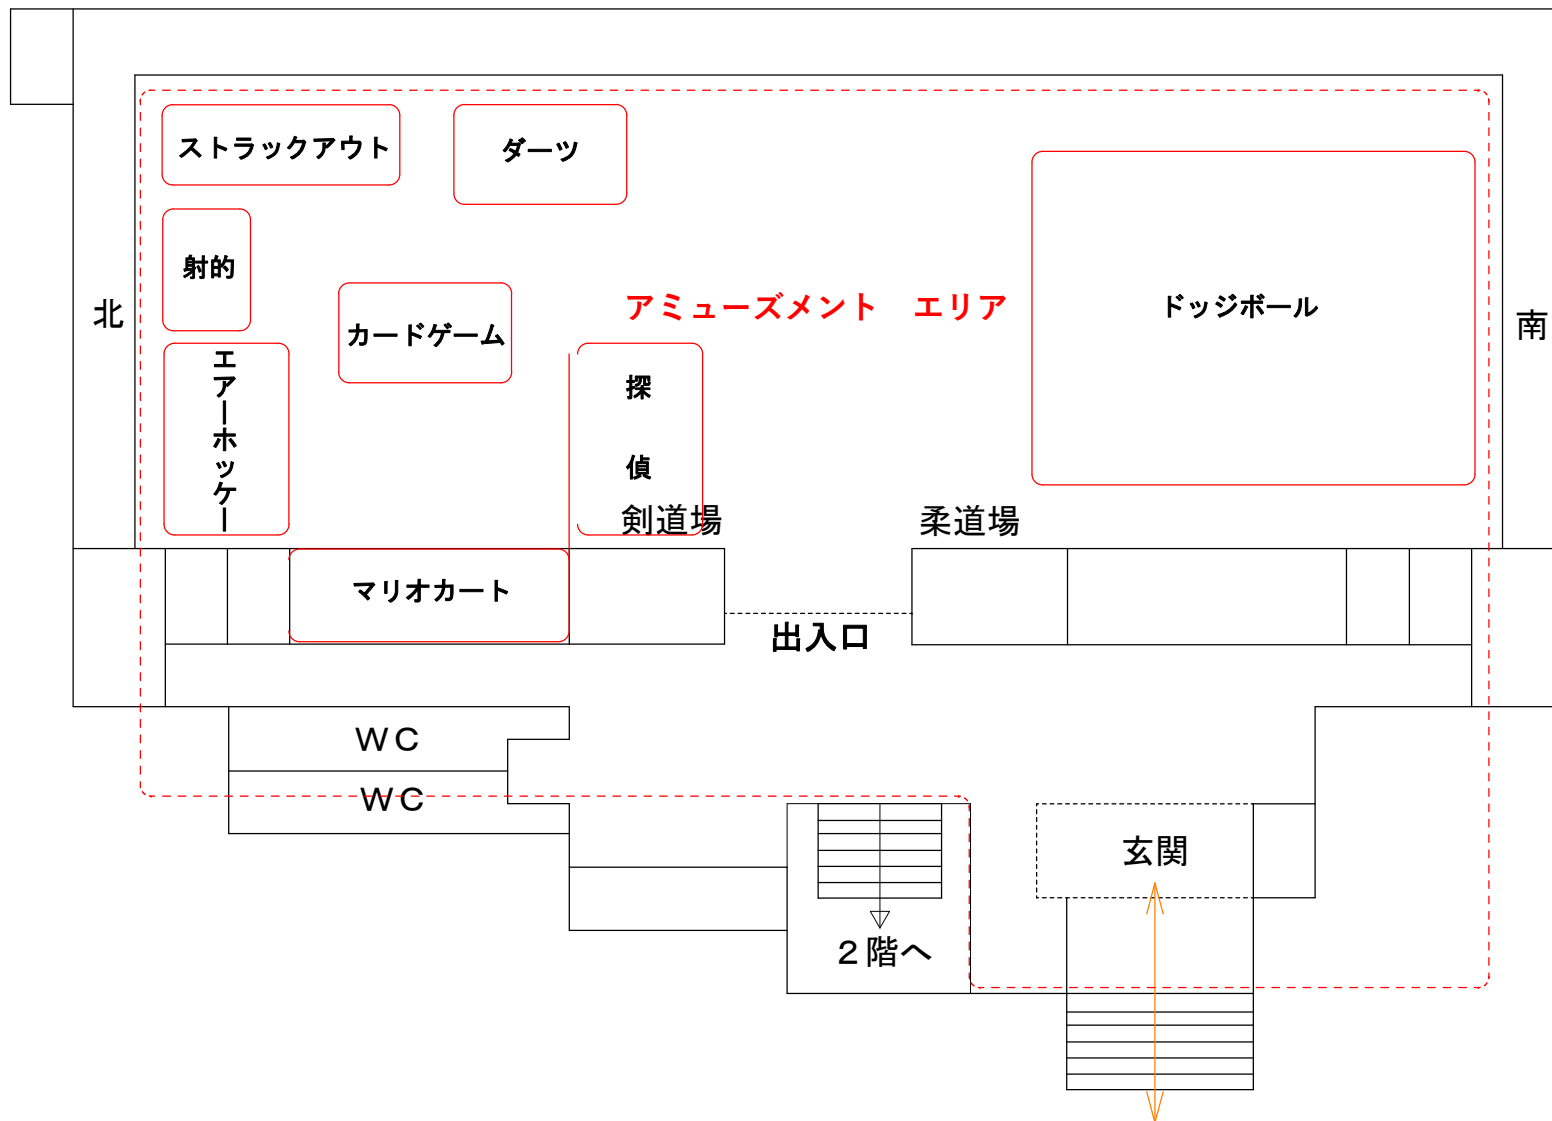 ストラックアウト
ダーツ
射的
北
カードゲーム
アミューズメント　エリア
ドッジボール
南
エアーホッケー
探
偵
剣道場
柔道場
マリオカート
出入口
ＷＣ
ＷＣ
玄関
２階へ